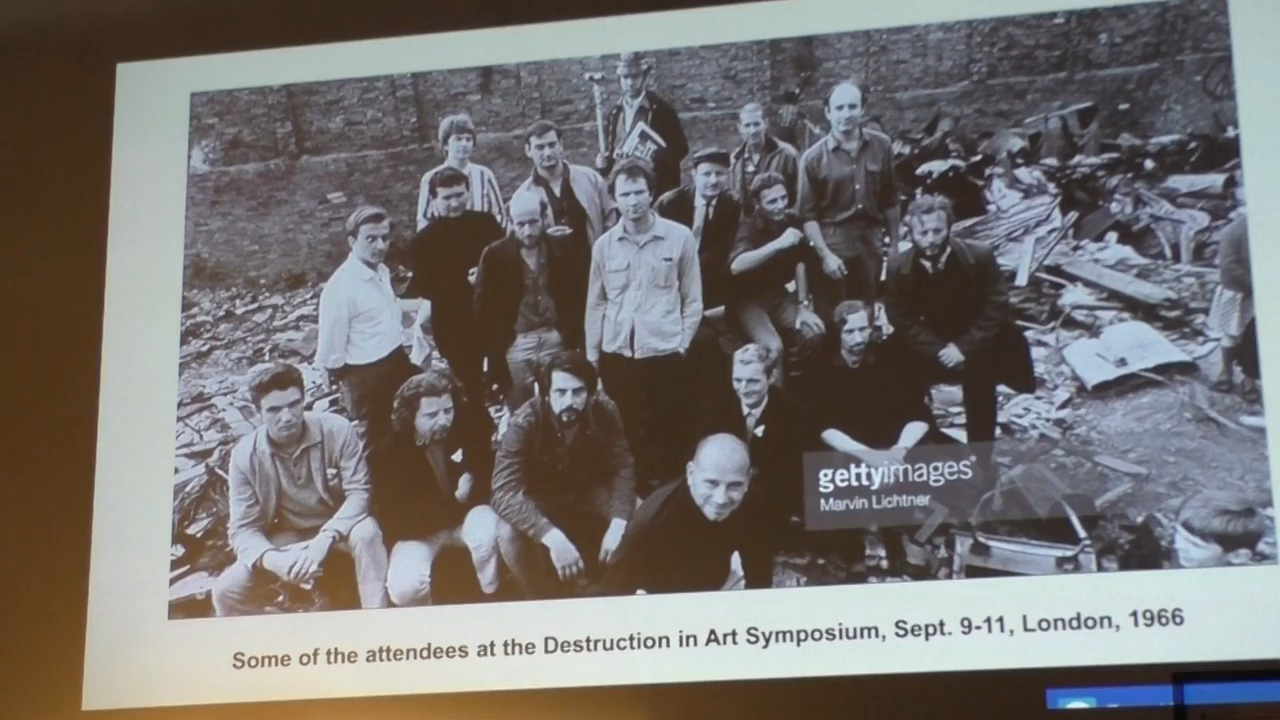 gettyimages
Marvin Lichtner
Some of the attendees at the Destruction in Art Symposium, Sept. 9-11, London, 1966